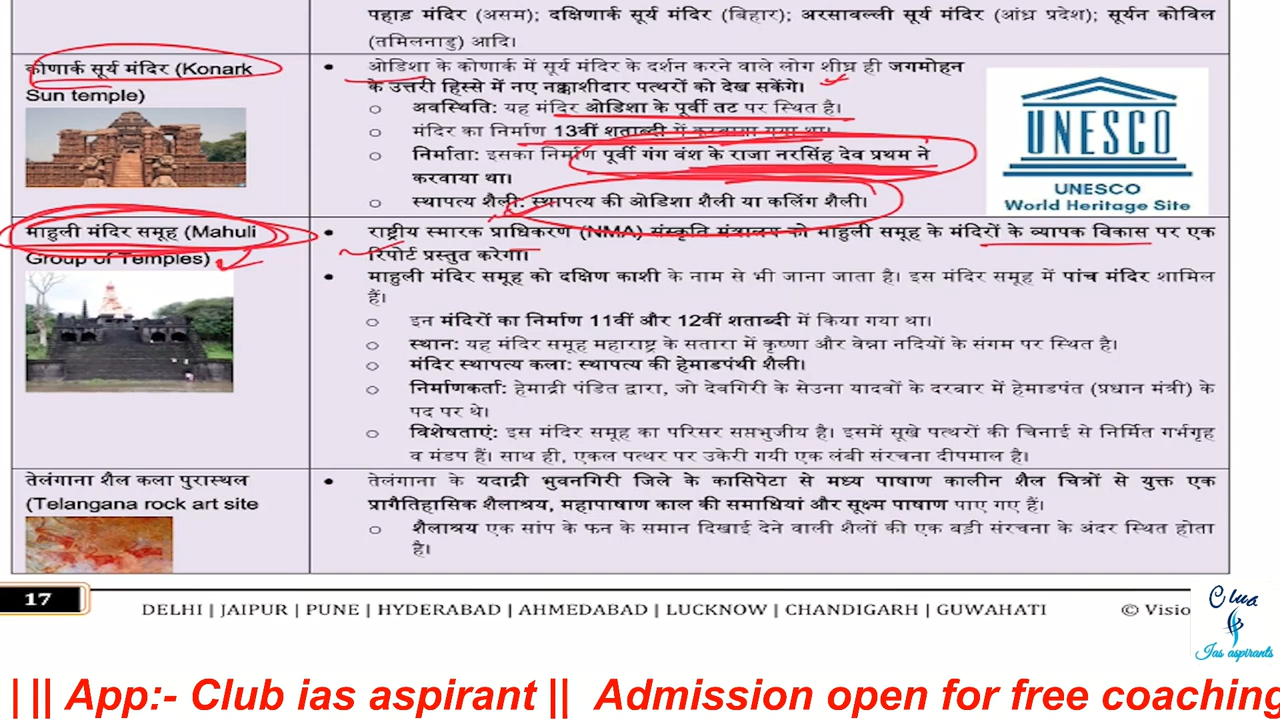 पहाड़ मंदिर (असम); दक्षिणार्क सूर्य मंदिर (बिहार); अरसावल्ली सूर्य मंदिर (आंध्र प्रदेश); सूर्यन कोविल
(तमिलनाडु) आदि।
कोणार्क सूर्य मंदिर (Konark
Sun temple)
ओडिशा के कोणार्क में सूर्य मंदिर के दर्शन करने वाले लोग शीघ्र ही जगमोहन
के उत्तरी हिस्से में नए नक्काशीदार पत्थरों को देख सकेंगे।
अवस्थिति: यह मंदिर ओडिशा के पूर्वी तट पर स्थित है।
मंदिर का निर्माण 13वीं शताब्दी में करवाया गया था।
निर्माता: इसका निर्माण पूर्वी गंग वंश के राजा नरसिंह देव प्रथम ने
करवाया था।
स्थापत्य शैली: स्थापत्य की ओडिशा शैली या कलिंग शैली।
UNESCO
UNESCO
World Heritage Site
माहुली मंदिर समूह (Mahuli
Group of Temples)
राष्ट्रीय स्मारक प्राधिकरण (NMA) संस्कृति मंत्रालय को माहुली समूह के मंदिरों के व्यापक विकास पर एक
रिपोर्ट प्रस्तुत करेगा।
माहुली मंदिर समूह को दक्षिण काशी के नाम से भी जाना जाता है। इस मंदिर समूह में पांच मंदिर शामिल
हैं।
इन मंदिरों का निर्माण 11वीं और 12वीं शताब्दी में किया गया था।
स्थान: यह मंदिर समूह महाराष्ट्र के सतारा में कृष्णा और वेन्ना नदियों के संगम पर स्थित है।
मंदिर स्थापत्य कला: स्थापत्य की हेमाडपंथी शैली।
निर्माणकर्ता: हेमाद्री पंडित द्वारा, जो देवगिरी के सेउना यादवों के दरबार में हेमाडपंत (प्रधान मंत्री) के
पद पर थे।
विशेषताएं: इस मंदिर समूह का परिसर सप्तभुजीय है। इसमें सूखे पत्थरों की चिनाई से निर्मित गर्भगृह
व मंडप हैं। साथ ही, एकल पत्थर पर उकेरी गयी एक लंबी संरचना दीपमाल है।
तेलंगाना शैल कला पुरास्थल
(Telangana rock art site
तेलंगाना के यदाद्री भुवनगिरी जिले के कासिपेटा से मध्य पाषाण कालीन शैल चित्रों से युक्त एक
प्रागैतिहासिक शैलाश्रय, महापाषाण काल की समाधियां और सूक्ष्म पाषाण पाए गए हैं।
शैलाश्रय एक सांप के फन के समान दिखाई देने वाली शैलों की एक बड़ी संरचना के अंदर स्थित होता
है।
17
DELHI | JAIPUR | PUNE | HYDERABAD | AHMEDABAD | LUCKNOW | CHANDIGARH | GUWAHATI
© Visio
Club
Ias aspirants
| || App:- Club ias aspirant || Admission open for free coaching